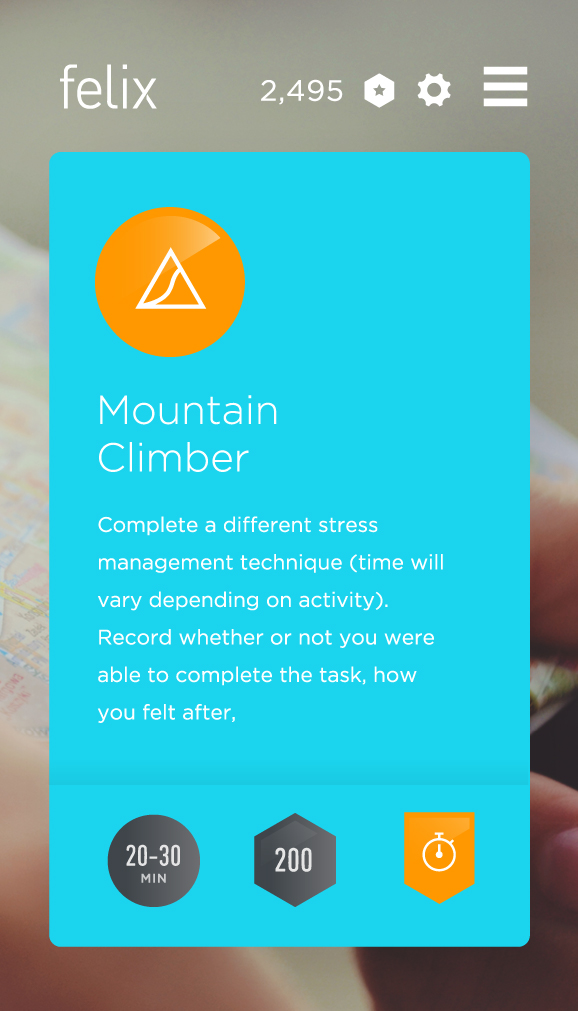 felix
2,495
Mountain
Climber
Complete a different stress
management technique (time will
vary depending on activity).
Record whether or not you were
able to complete the task, how
you felt after,
20-30
MIN
200